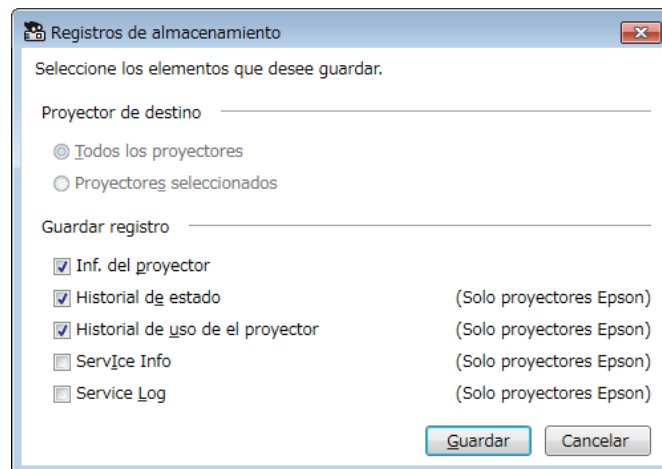 Registros de almacenamiento
Seleccione los elementos que desee guardar.
Proyector de destino
Todos los proyectores
Proyectores seleccionados
Guardar registro
Inf. del proyector
Historial de estado (Solo proyectores Epson)
Historial de uso de el proyector (Solo proyectores Epson)
ServIce Info (Solo proyectores Epson)
Service Log (Solo proyectores Epson)
Guardar Cancelar